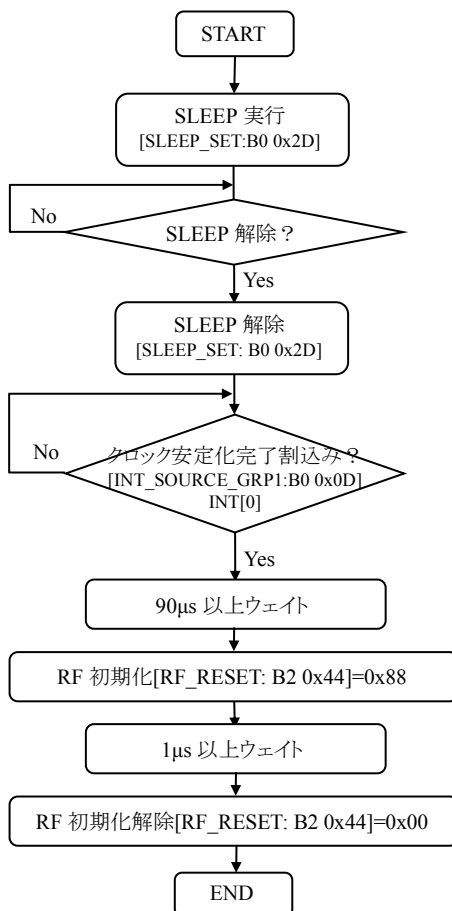 START
SLEEP 実行
[SLEEP_SET:B0 0x2D]
No
SLEEP 解除？
Yes
SLEEP 解除
[SLEEP_SET: B0 0x2D]
No
クロック安定化完了割込み？
[INT_SOURCE_GRP1:B0 0x0D]
INT[0]
Yes
90μs 以上ウェイト
RF 初期化[RF_RESET: B2 0x44]=0x88
1μs 以上ウェイト
RF 初期化解除[RF_RESET: B2 0x44]=0x00
END